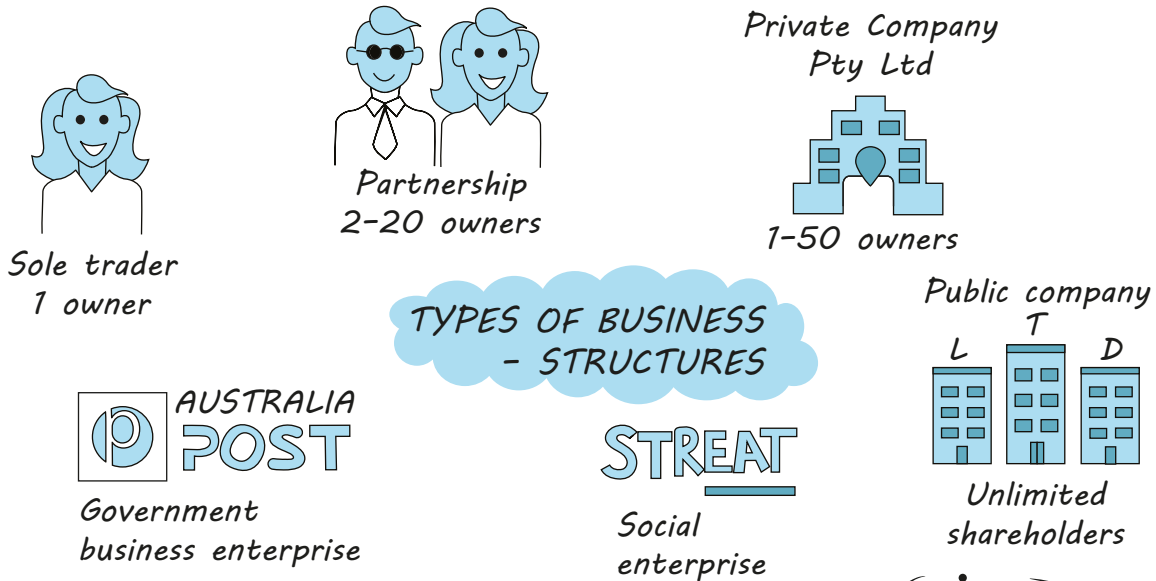 Private Company
Pty Ltd
Partnership
2-20 owners
1-50 owners
Sole trader
1 owner
TYPES OF BUSINESS
- STRUCTURES
Public company
L T D
Unlimited
shareholders
AUSTRALIA
POST
Government
business enterprise
STREAT
Social
enterprise